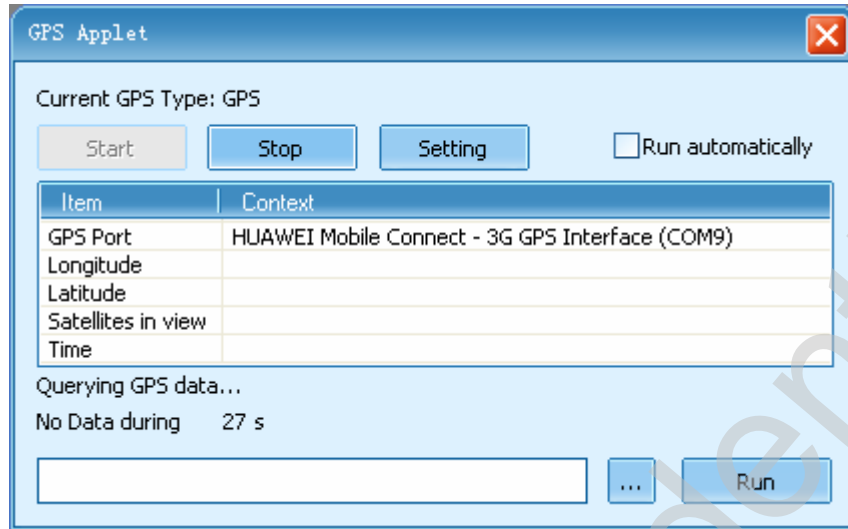 GPS Applet
Current GPS Type: GPS
Start Stop Setting Run automatically
Item Context
GPS Port HUAWEI Mobile Connect - 3G GPS Interface (COM9)
Longitude
Latitude
Satellites in view
Time
Querying GPS data...
No Data during 27 s
... Run